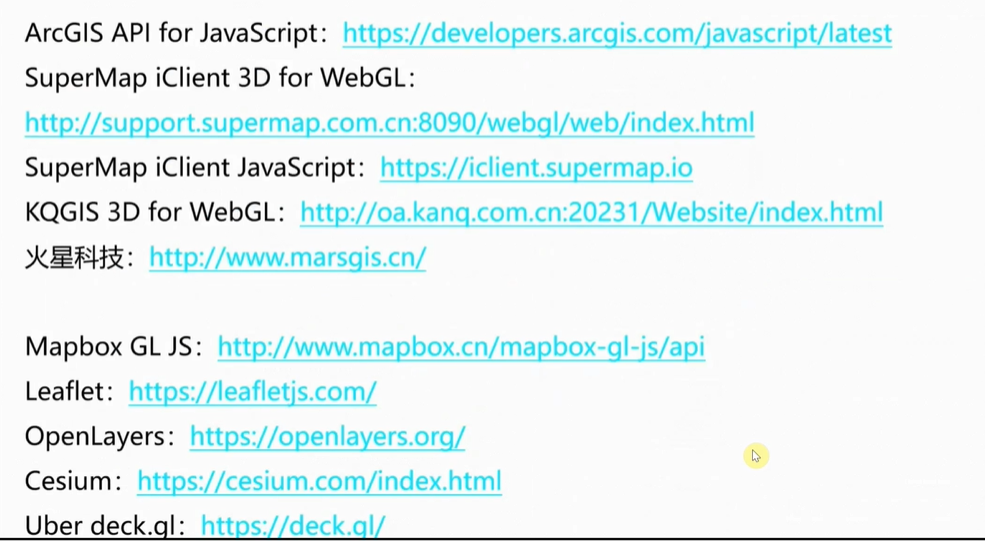 ArcGIS API for JavaScript：https://developers.arcgis.com/javascript/latest
SuperMap iClient 3D for WebGL：
http://support.supermap.com.cn:8090/webgl/web/index.html
SuperMap iClient JavaScript：https://iclient.supermap.io
KQGIS 3D for WebGL：http://oa.kanq.com.cn:20231/Website/index.html
火星科技：http://www.marsgis.cn/
Mapbox GL JS：http://www.mapbox.cn/mapbox-gl-js/api
Leaflet：https://leafletjs.com/
OpenLayers：https://openlayers.org/
Cesium：https://cesium.com/index.html
Uber deck.gl：https://deck.gl/